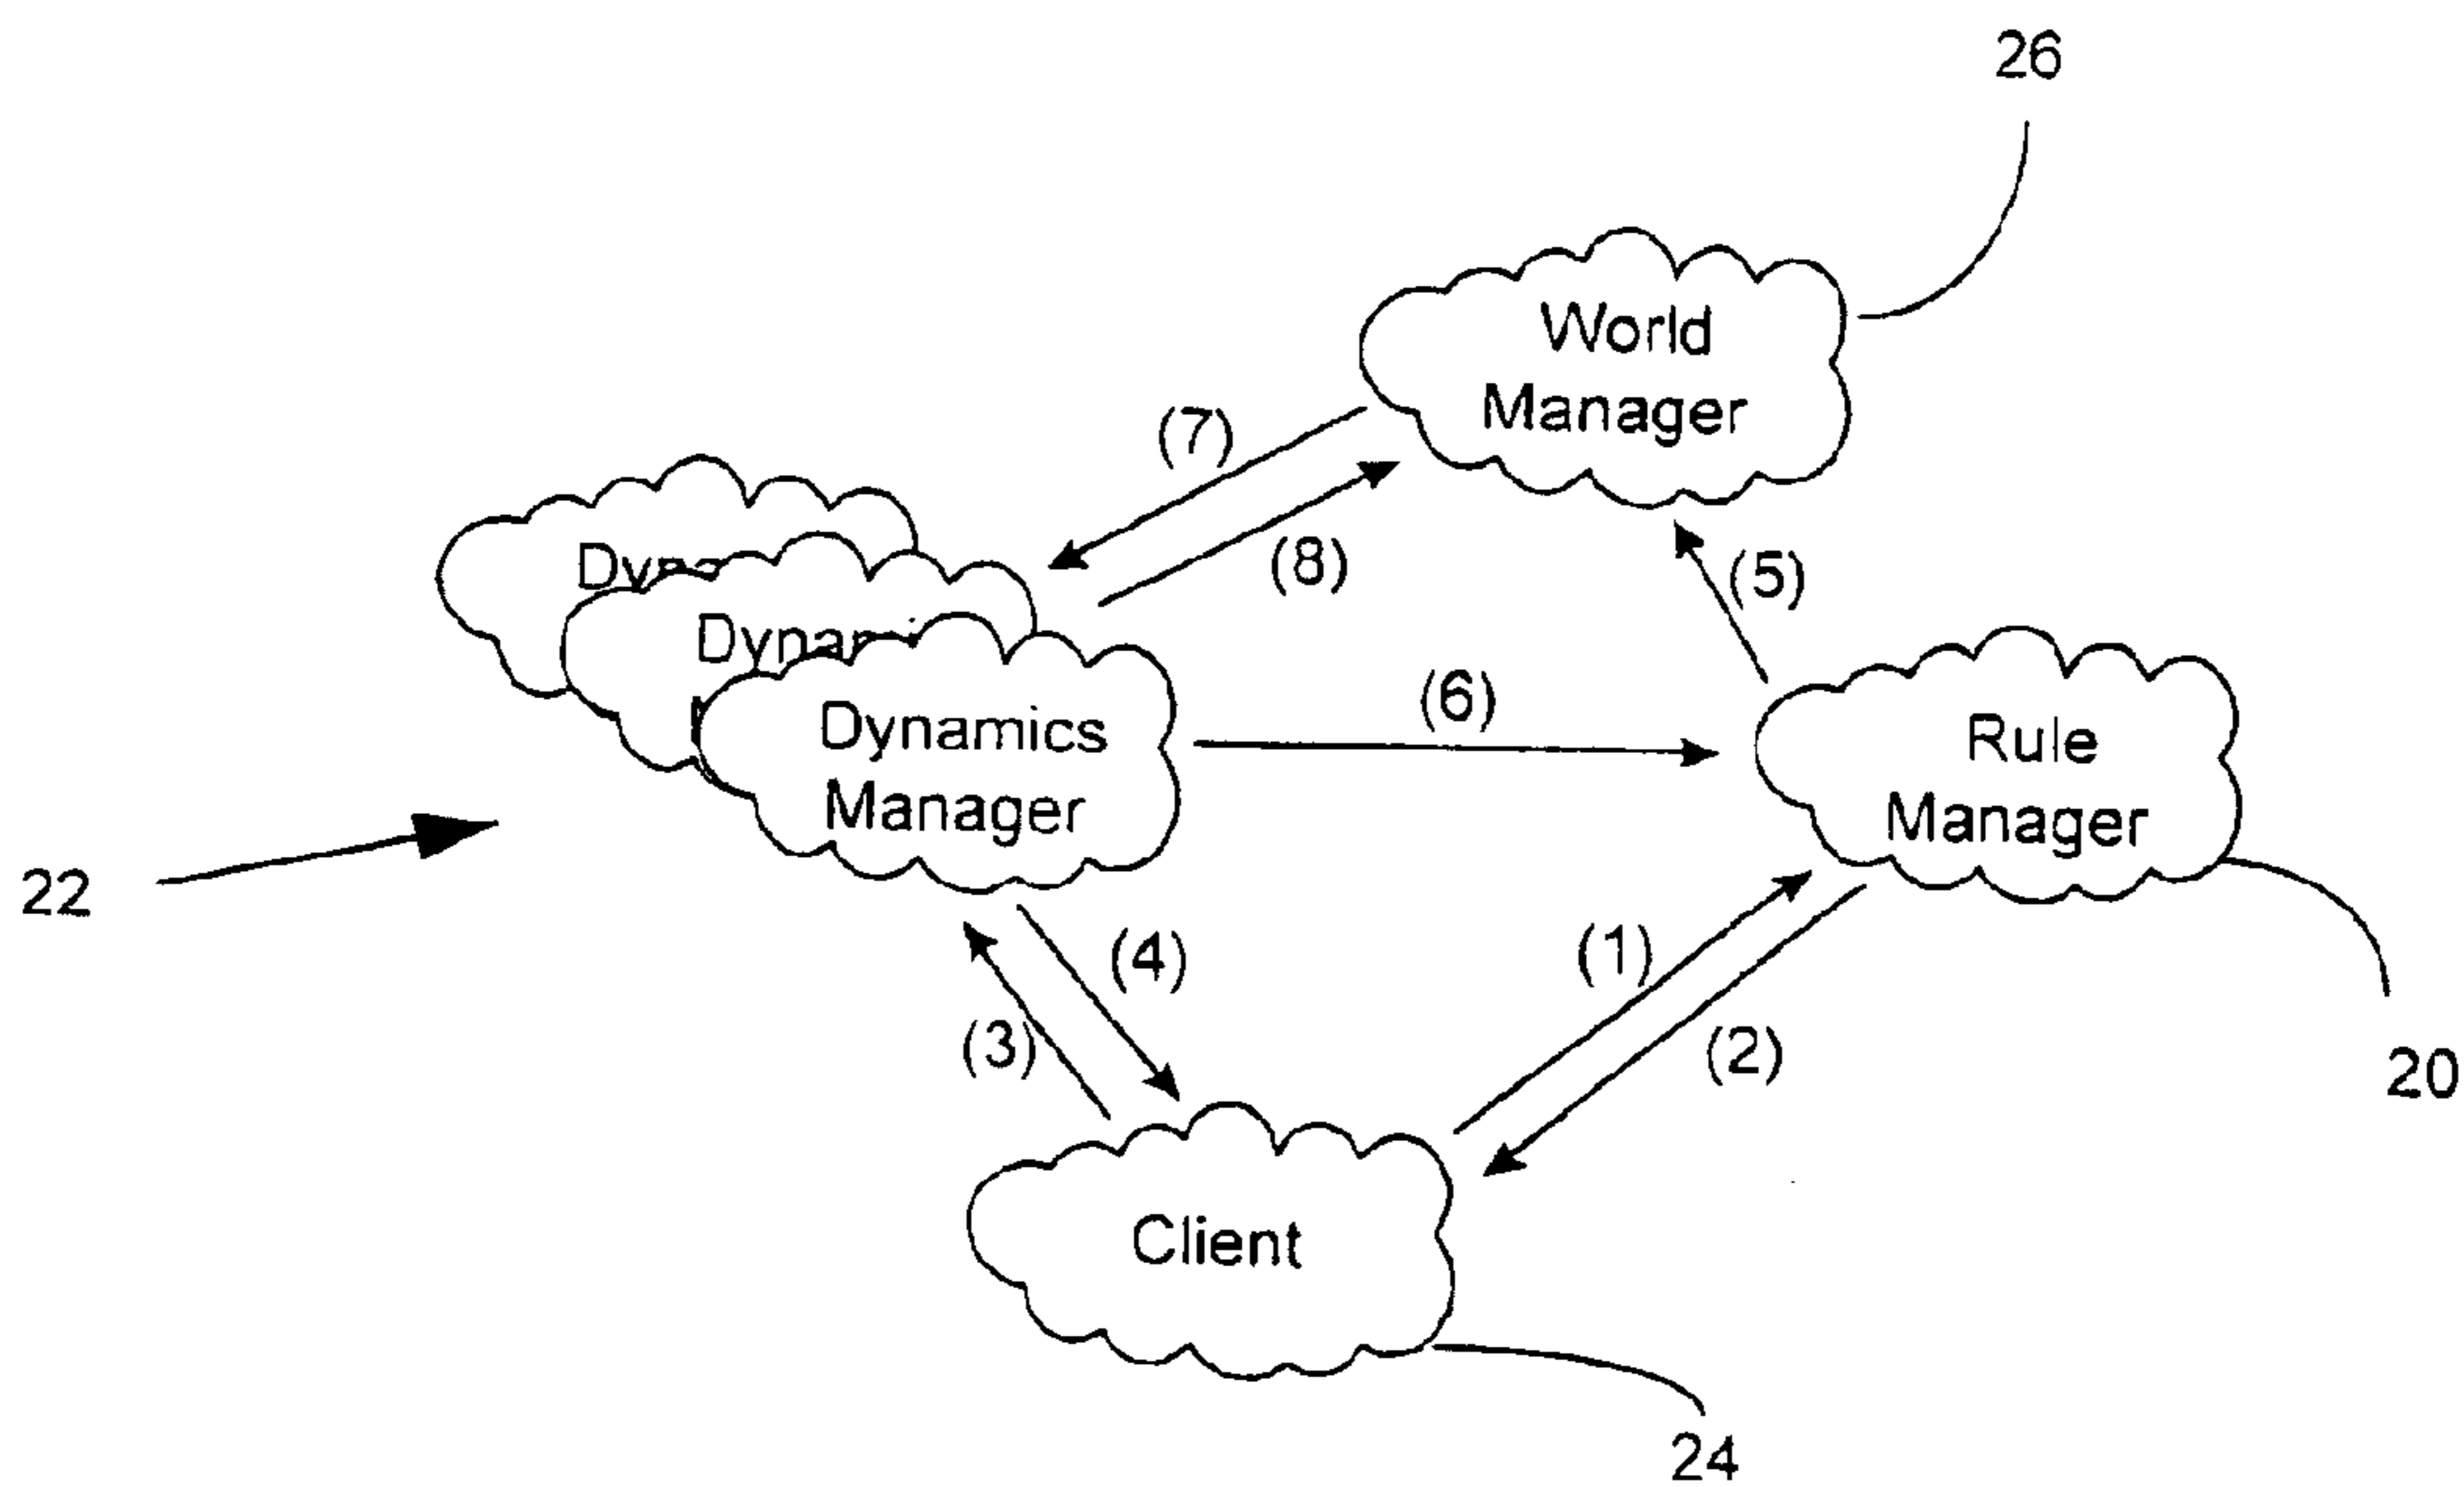 26
World
Manager
(7)
(8)
(5)
Dynamics
Manager
(6)
Rule
Manager
22
(4)
(3)
(1)
(2)
20
Client
24